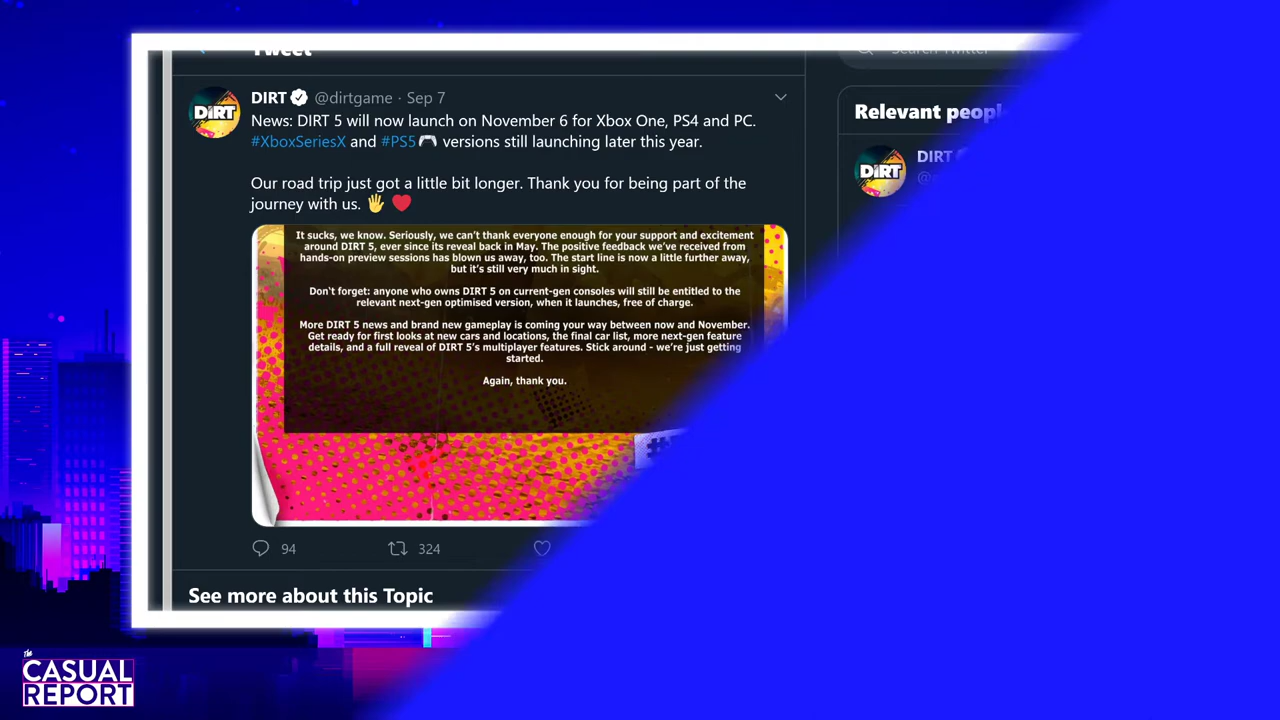 Tweet
Search Twitter
DIRT @dirtgame · Sep 7
News: DIRT 5 will now launch on November 6 for Xbox One, PS4 and PC.
#XboxSeriesX and #PS5🎮 versions still launching later this year.
Our road trip just got a little bit longer. Thank you for being part of the
journey with us. 🖐️ ❤️
It sucks, we know. Seriously, we can't thank everyone enough for your support and excitement
around DIRT 5, ever since its reveal back in May. The positive feedback we've received from
hands-on preview sessions has blown us away, too. The start line is now a little further away,
but it's still very much in sight.
Don't forget: anyone who owns DIRT 5 on current-gen consoles will still be entitled to the
relevant next-gen optimised version, when it launches, free of charge.
More DIRT 5 news and brand new gameplay is coming your way between now and November.
Get ready for first looks at new cars and locations, the final car list, more next-gen feature
details, and a full reveal of DIRT 5's multiplayer features. Stick around - we're just getting
started.
Again, thank you.
94 324
See more about this Topic
Relevant people
DIRT
DIRT
DIRT
The
CASUAL
REPORT